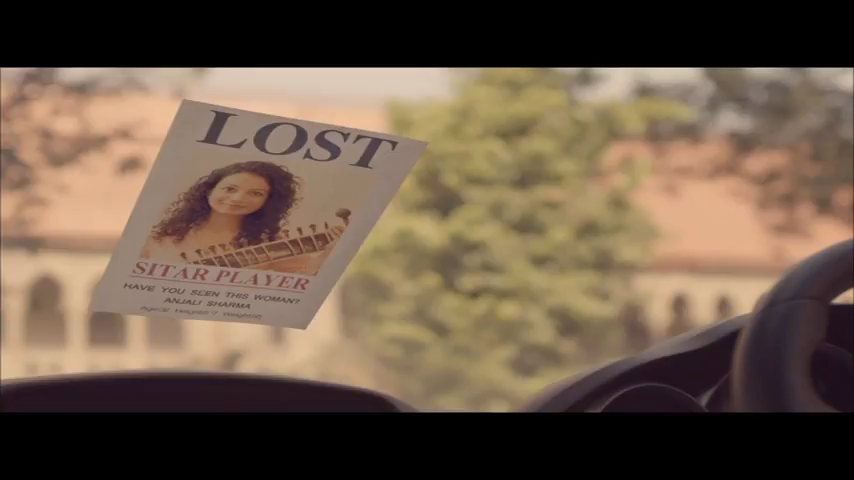 LOST
SITAR PLAYER
HAVE YOU SEEN THIS WOMAN?
ANJALI SHARMA